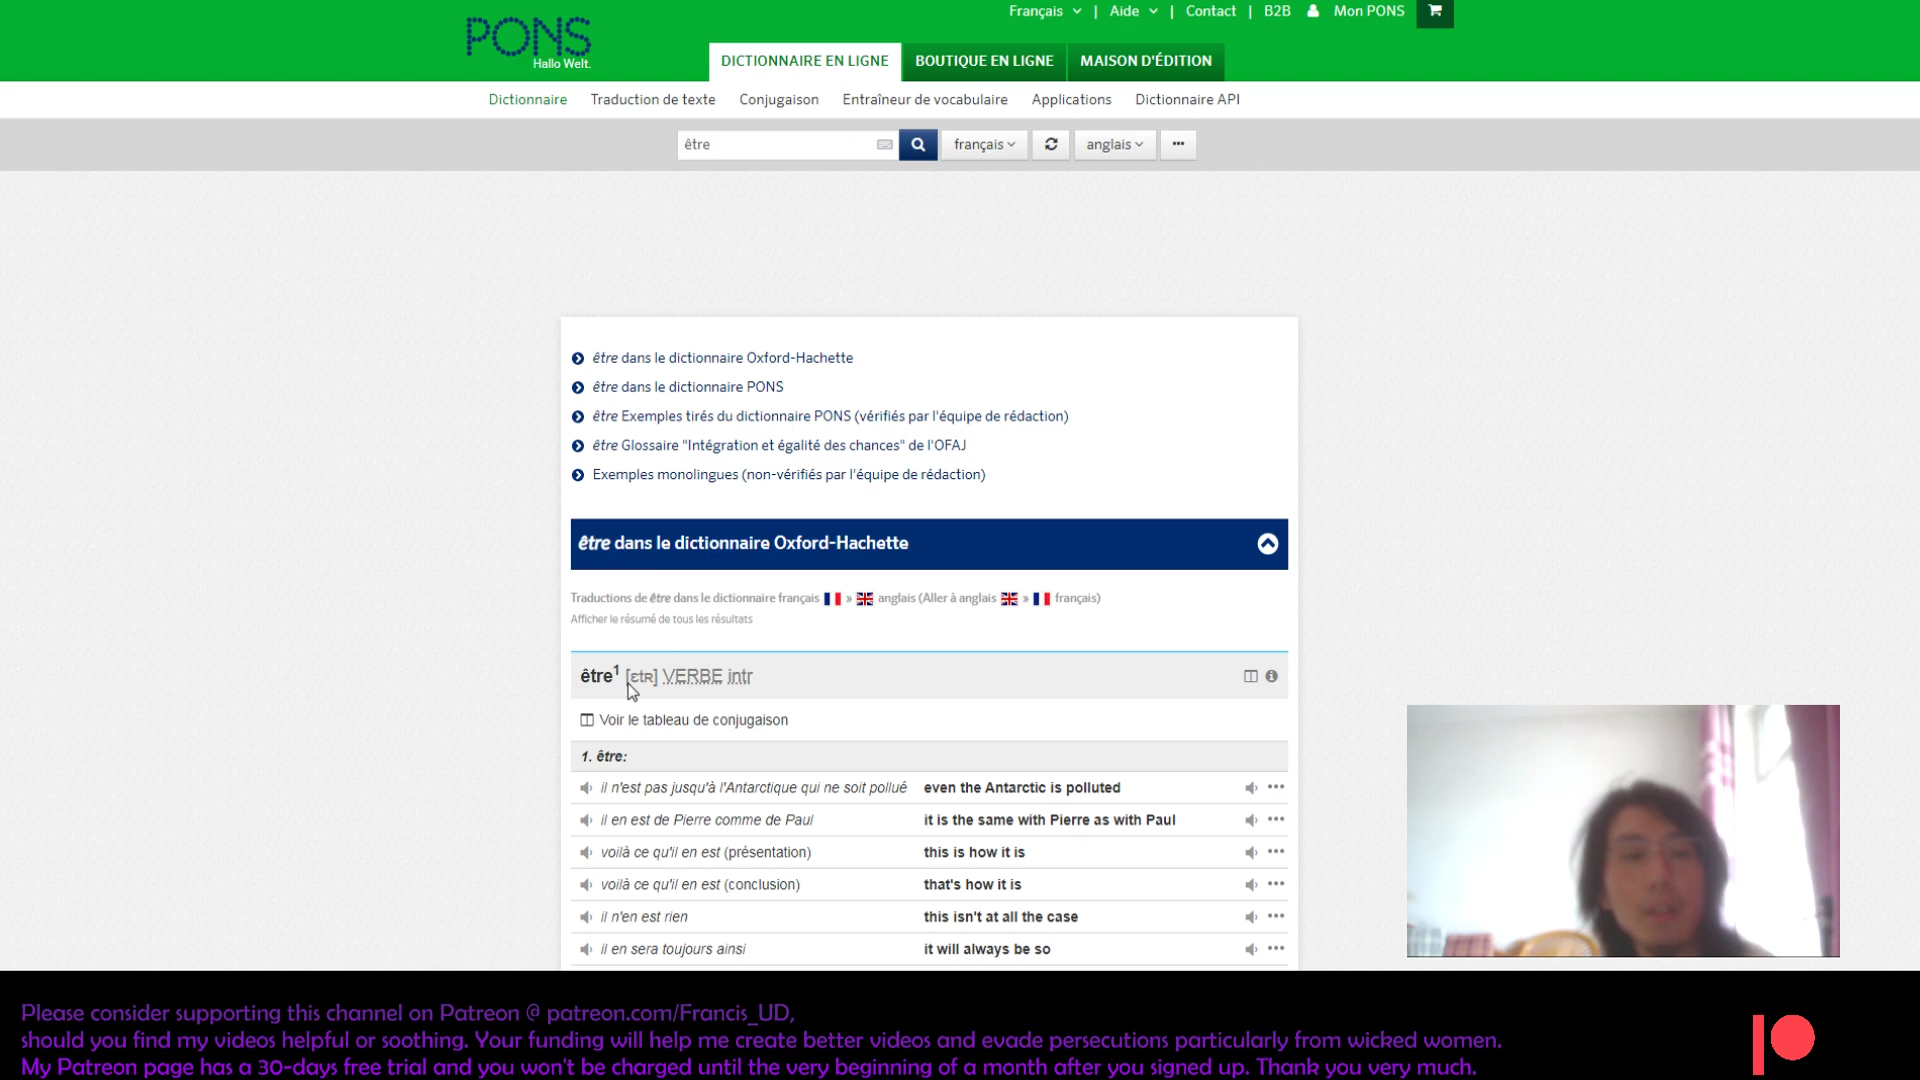 Français | Aide | Contact | B2B Mon PONS
PONS
Hallo Welt.
DICTIONNAIRE EN LIGNE BOUTIQUE EN LIGNE MAISON D'ÉDITION
Dictionnaire Traduction de texte Conjugaison Entraîneur de vocabulaire Applications Dictionnaire API
être français anglais
être dans le dictionnaire Oxford-Hachette
être dans le dictionnaire PONS
être Exemples tirés du dictionnaire PONS (vérifiés par l'équipe de rédaction)
être Glossaire "Intégration et égalité des chances" de l'OFAJ
Exemples monolingues (non-vérifiés par l'équipe de rédaction)
être dans le dictionnaire Oxford-Hachette
Traductions de être dans le dictionnaire français » anglais (Aller à anglais » français)
Afficher le résumé de tous les résultats
être¹ [ɛtʀ] VERBE intr
Voir le tableau de conjugaison
1. être:
il n'est pas jusqu'à l'Antarctique qui ne soit pollué even the Antarctic is polluted
il en est de Pierre comme de Paul it is the same with Pierre as with Paul
voilà ce qu'il en est (présentation) this is how it is
voilà ce qu'il en est (conclusion) that's how it is
il n'en est rien this isn't at all the case
il en sera toujours ainsi it will always be so
Please consider supporting this channel on Patreon @ patreon.com/Francis_UD,
should you find my videos helpful or soothing. Your funding will help me create better videos and evade persecutions particularly from wicked women.
My Patreon page has a 30-days free trial and you won't be charged until the very beginning of a month after you signed up. Thank you very much.